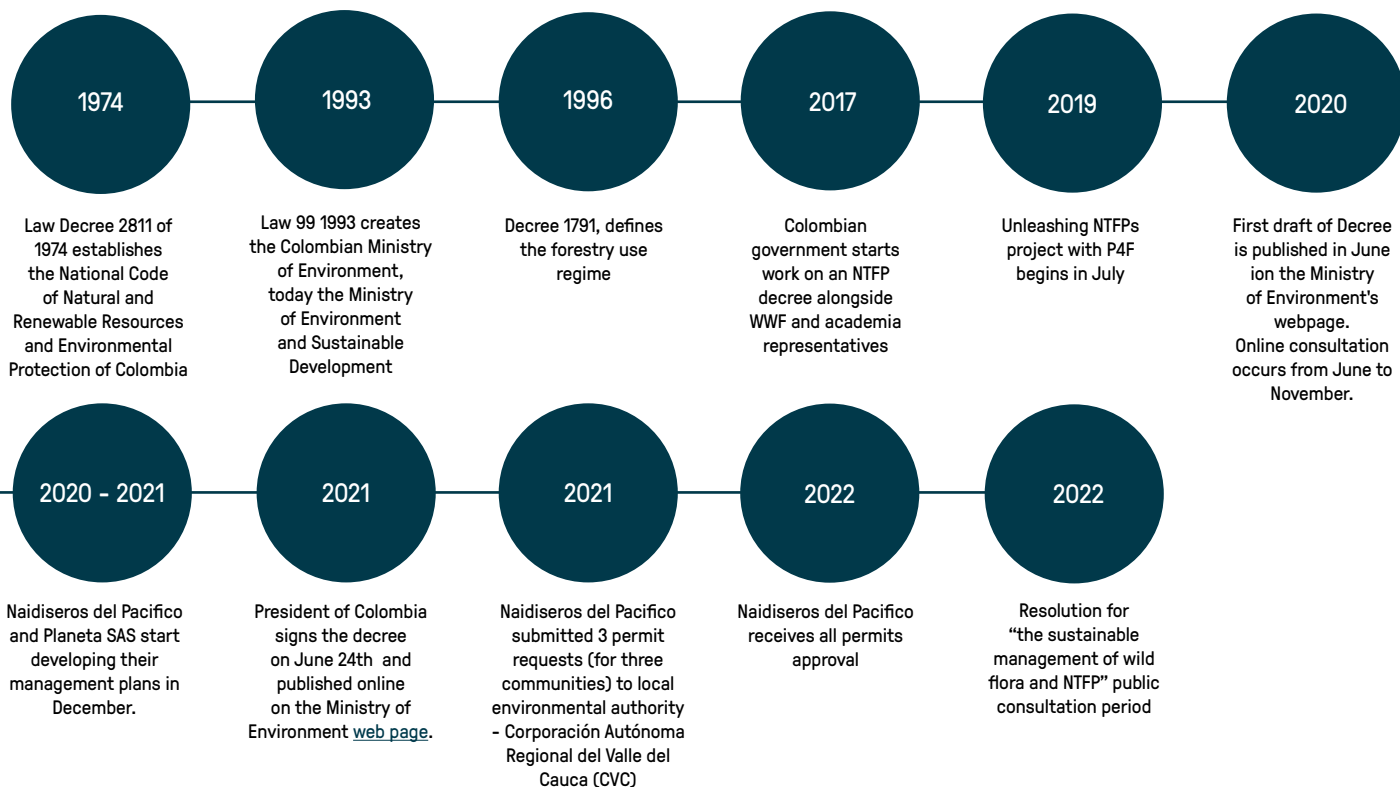 1974
Law Decree 2811 of
1974 establishes
the National Code
of Natural and
Renewable Resources
and Environmental
Protection of Colombia
1993
Law 99 1993 creates
the Colombian Ministry
of Environment,
today the Ministry
of Environment
and Sustainable
Development
1996
Decree 1791, defines
the forestry use
regime
2017
Colombian
government starts
work on an NTFP
decree alongside
WWF and academia
representatives
2019
Unleashing NTFPs
project with P4F
begins in July
2020
First draft of Decree
is published in June
ion the Ministry
of Environment's
webpage.
Online consultation
occurs from June to
November.
2020 - 2021
Naidiseros del Pacifico
and Planeta SAS start
developing their
management plans in
December.
2021
President of Colombia
signs the decree
on June 24th and
published online
on the Ministry of
Environment web page.
2021
Naidiseros del Pacifico
submitted 3 permit
requests (for three
communities) to local
environmental authority
- Corporación Autónoma
Regional del Valle del
Cauca (CVC)
2022
Naidiseros del Pacifico
receives all permits
approval
2022
Resolution for
“the sustainable
management of wild
flora and NTFP” public
consultation period